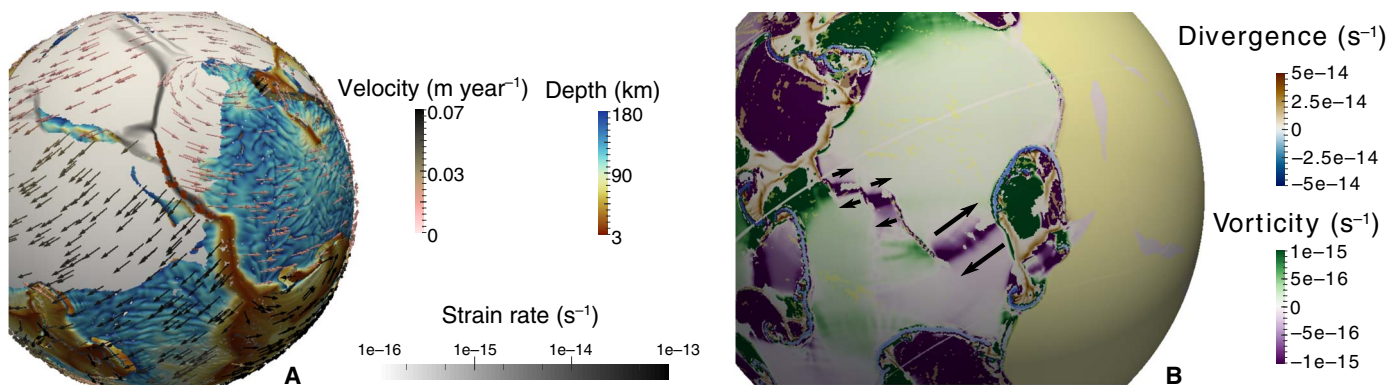 Velocity (m year⁻¹)
0.07
0.03
0
Depth (km)
180
90
3
Strain rate (s⁻¹)
1e−16
1e−15
1e−14
1e−13
A
Divergence (s⁻¹)
5e−14
2.5e−14
0
−2.5e−14
−5e−14
Vorticity (s⁻¹)
1e−15
5e−16
0
−5e−16
−1e−15
B